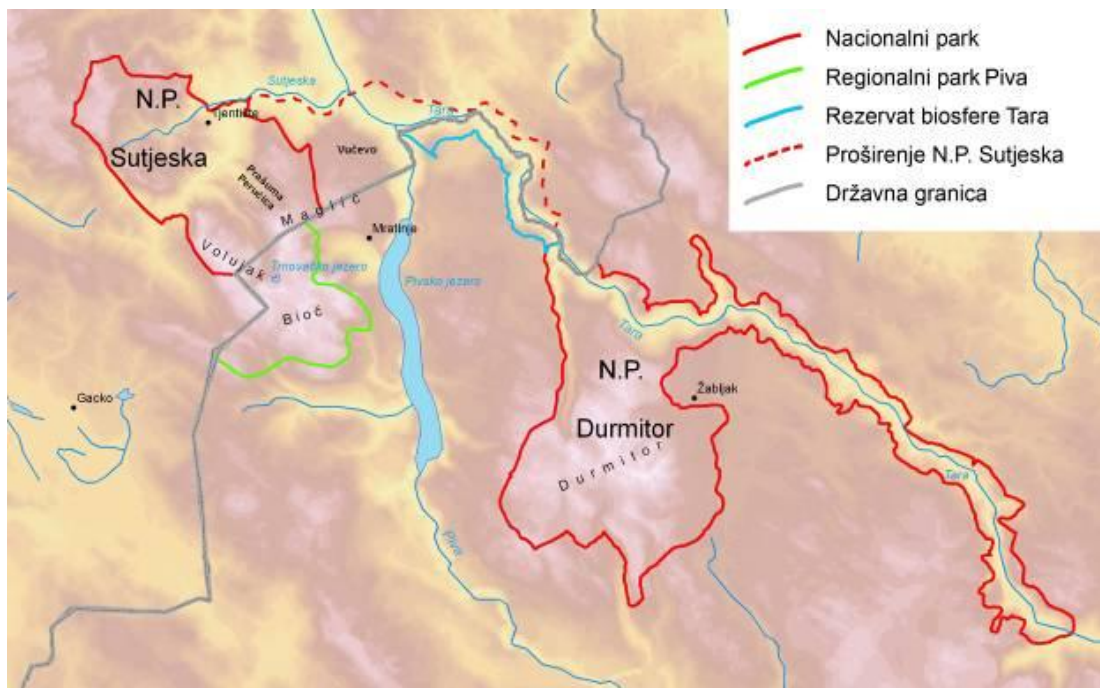 Nacionalni park
Regionalni park Piva
Rezervat biosfere Tara
Proširenje N.P. Sutjeska
Državna granica
N.P.
Sutjeska
Sutjeska
Tjentište
Tara
Vučevo
Prašuma
Perućica
Maglić
Mratinje
Volujak
Trnovačko jezero
Pivsko jezero
Bioč
Tara
N.P.
Durmitor
Durmitor
Žabljak
Gacko
Tara
Piva